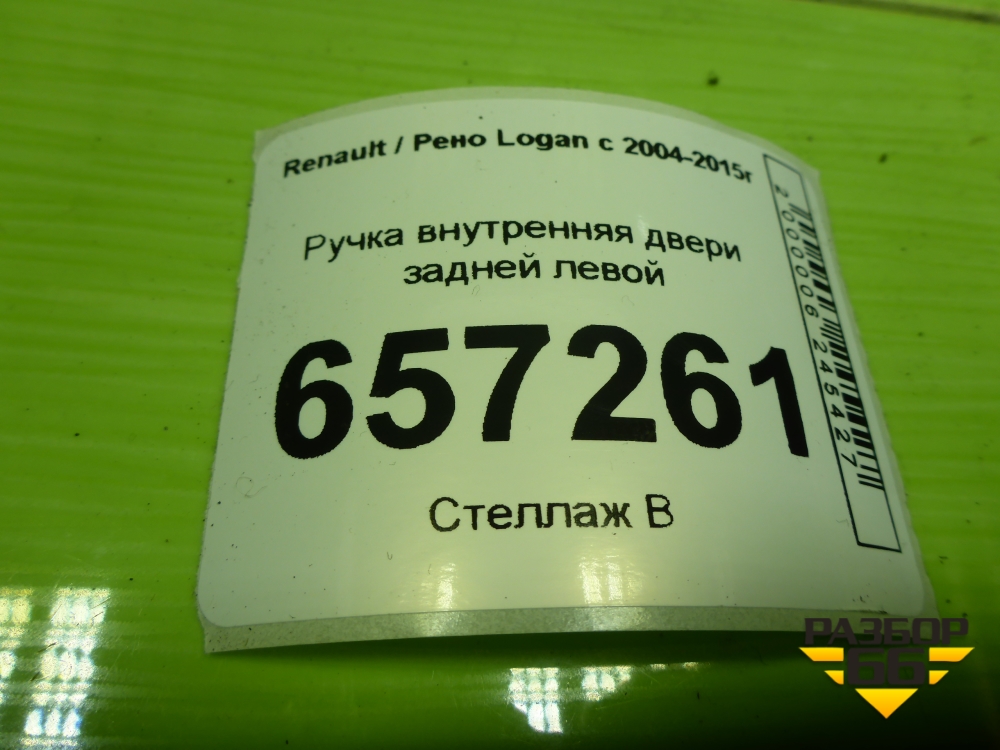 Renault / Рено Logan с 2004-2015г
Ручка внутренняя двери
задней левой
657261
Стеллаж В
2000006245427
РАЗБОР
66